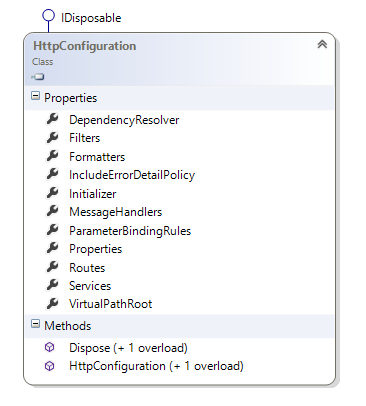 IDisposable
HttpConfiguration
Class
Properties
DependencyResolver
Filters
Formatters
IncludeErrorDetailPolicy
Initializer
MessageHandlers
ParameterBindingRules
Properties
Routes
Services
VirtualPathRoot
Methods
Dispose (+ 1 overload)
HttpConfiguration (+ 1 overload)